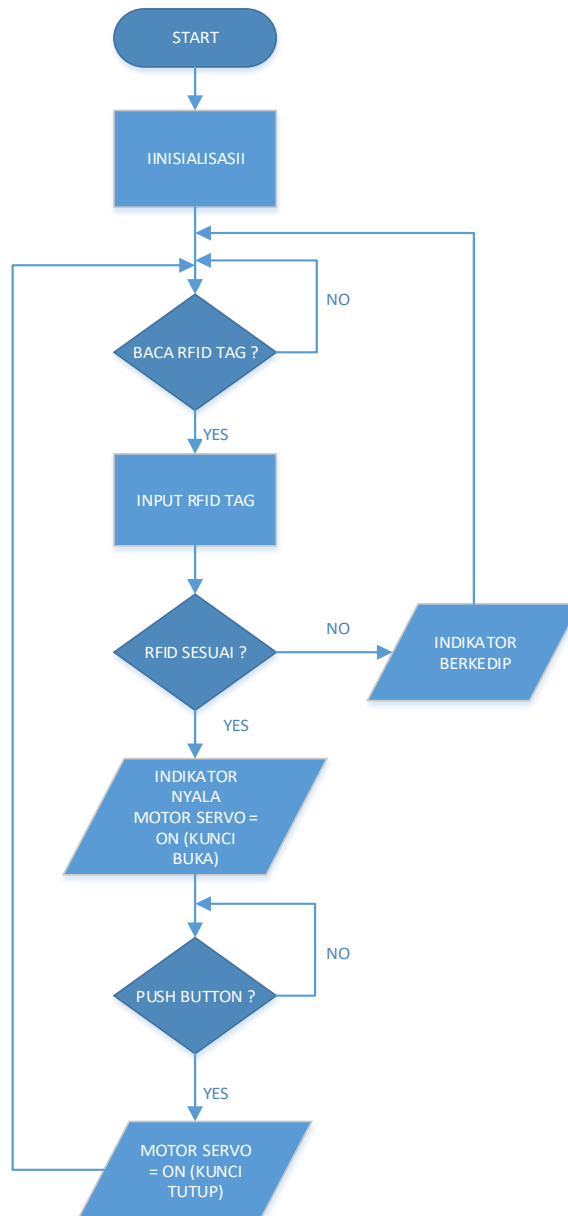 START
IINISIALISASII
NO
BACA RFID TAG ?
YES
INPUT RFID TAG
RFID SESUAI ?
NO
INDIKATOR
BERKEDIP
YES
INDIKATOR
NYALA
MOTOR SERVO =
ON (KUNCI
BUKA)
NO
PUSH BUTTON ?
YES
MOTOR SERVO
= ON (KUNCI
TUTUP)